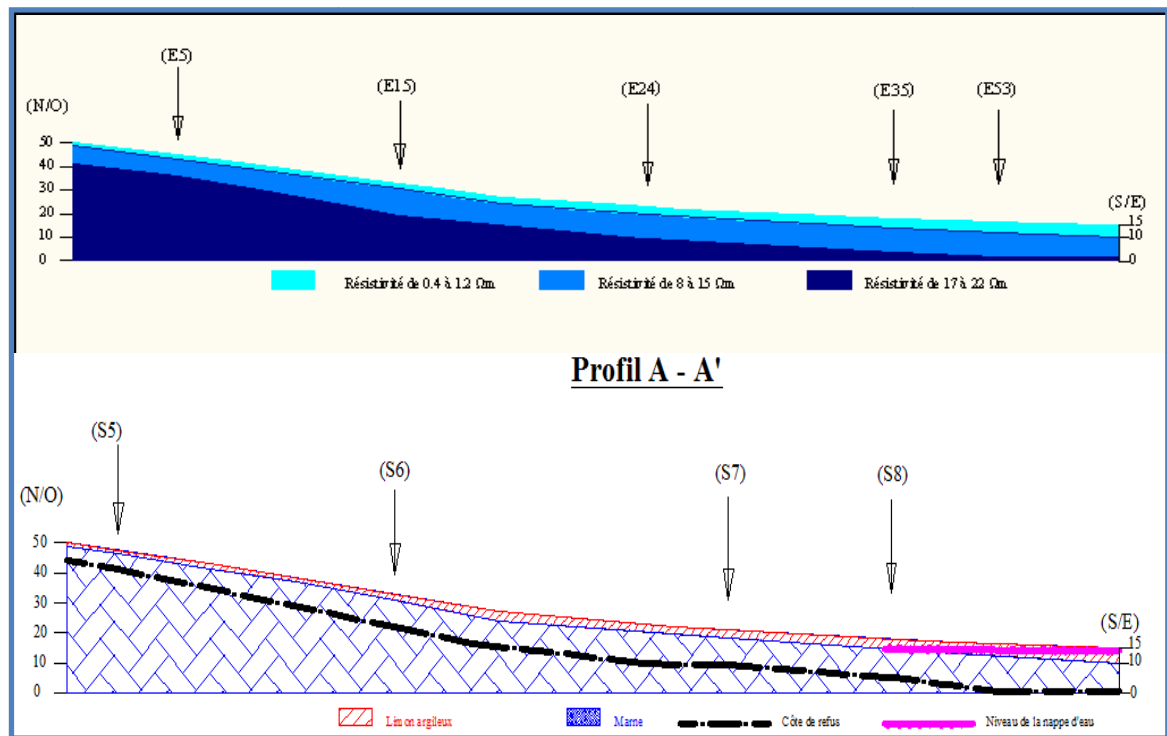 (E5)
(E15)
(E24)
(E35)
(E53)
(N/O)
50
40
30
20
10
0
(S/E)
15
10
0
Résistivité de 0.4 à 1.2 Ωm
Résistivité de 8 à 15 Ωm
Résistivité de 17 à 22 Ωm
Profil A - A'
(S5)
(S6)
(S7)
(S8)
(N/O)
50
40
30
20
10
0
(S/E)
15
10
0
Limon argileux
Marne
Côte de refus
Niveau de la nappe d'eau